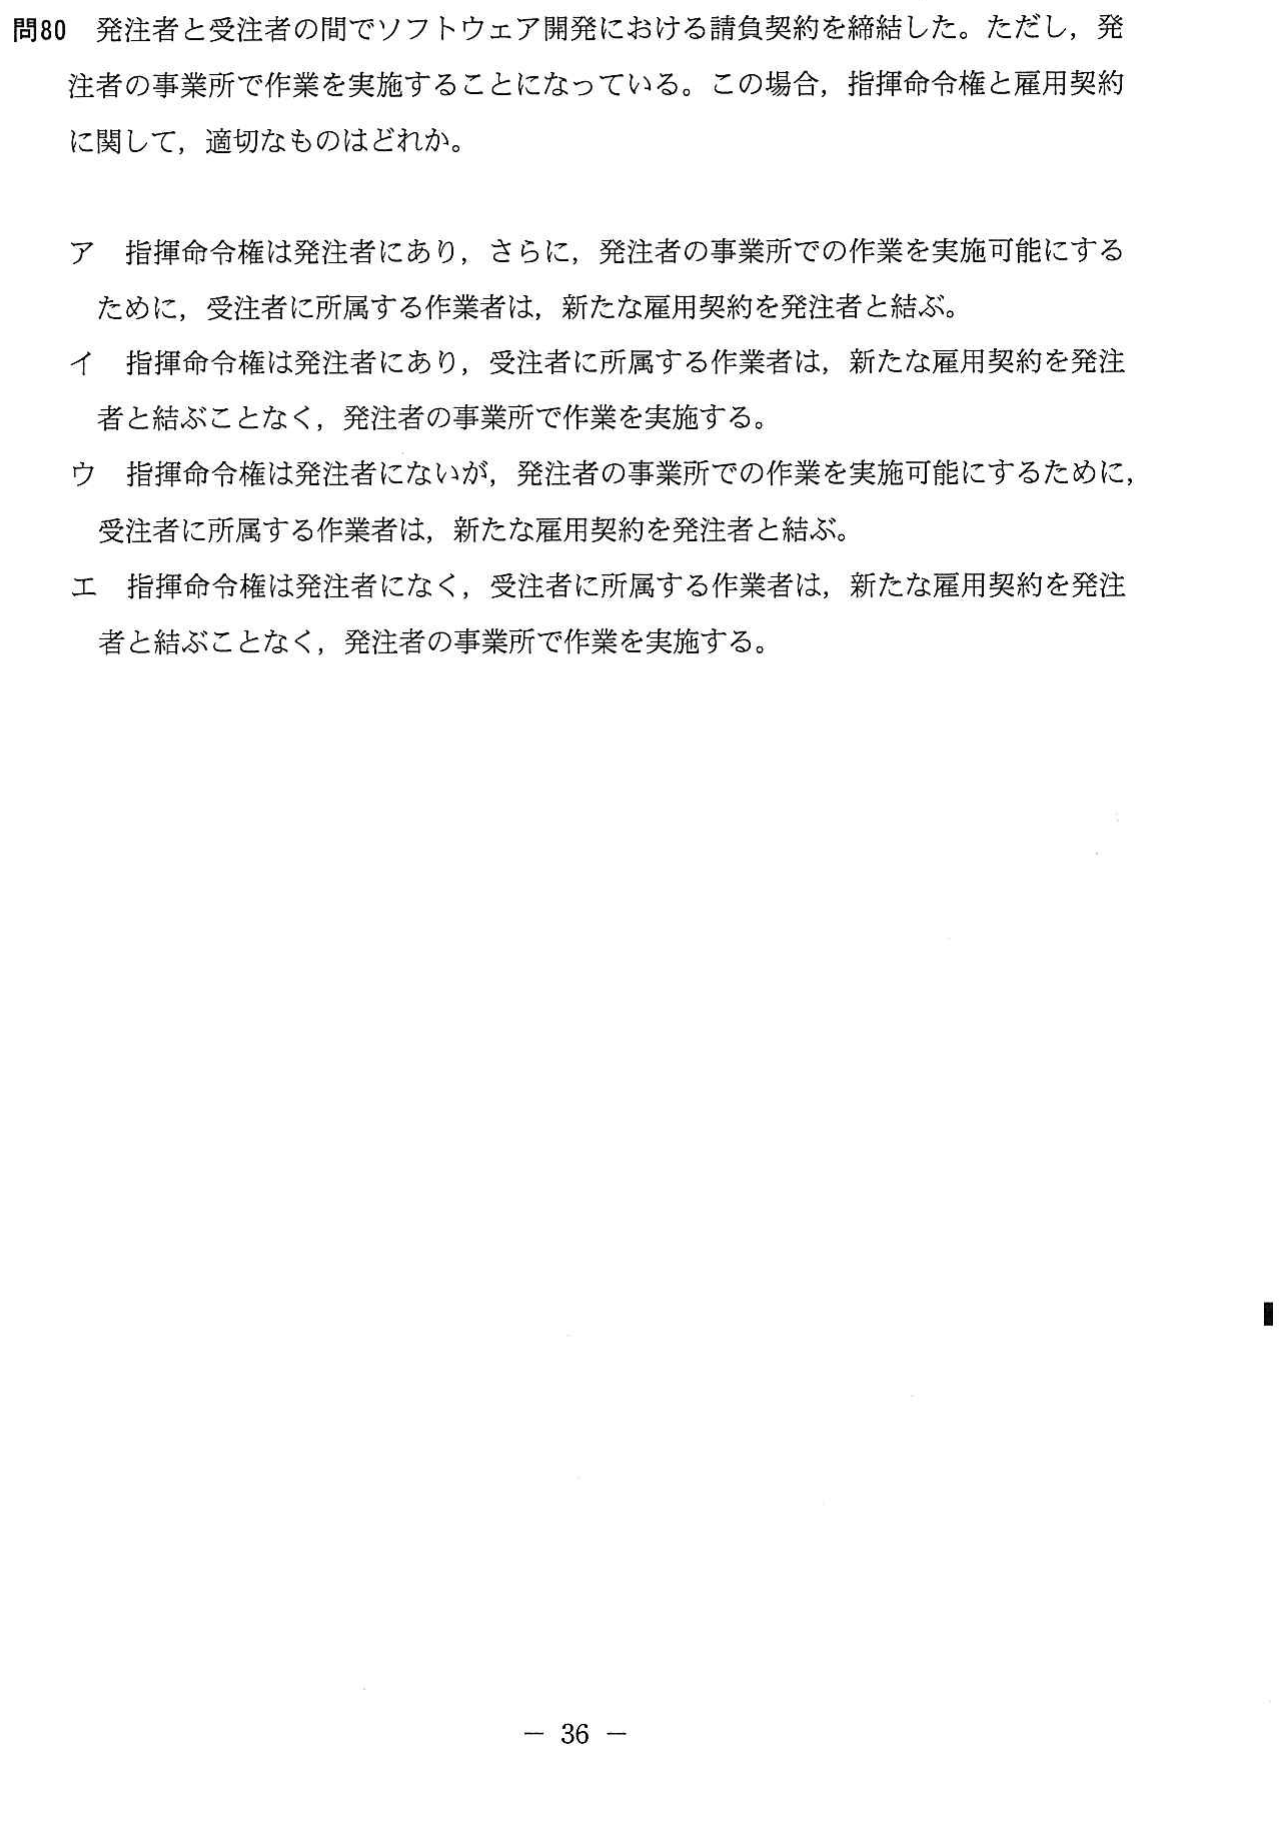 問80 発注者と受注者の間でソフトウェア開発における請負契約を締結した。ただし，発
注者の事業所で作業を実施することになっている。この場合，指揮命令権と雇用契約
に関して，適切なものはどれか。
ア 指揮命令権は発注者にあり，さらに，発注者の事業所での作業を実施可能にする
ために，受注者に所属する作業者は，新たな雇用契約を発注者と結ぶ。
イ 指揮命令権は発注者にあり，受注者に所属する作業者は，新たな雇用契約を発注
者と結ぶことなく，発注者の事業所で作業を実施する。
ウ 指揮命令権は発注者にないが，発注者の事業所での作業を実施可能にするために，
受注者に所属する作業者は，新たな雇用契約を発注者と結ぶ。
エ 指揮命令権は発注者になく，受注者に所属する作業者は，新たな雇用契約を発注
者と結ぶことなく，発注者の事業所で作業を実施する。
－ 36 －